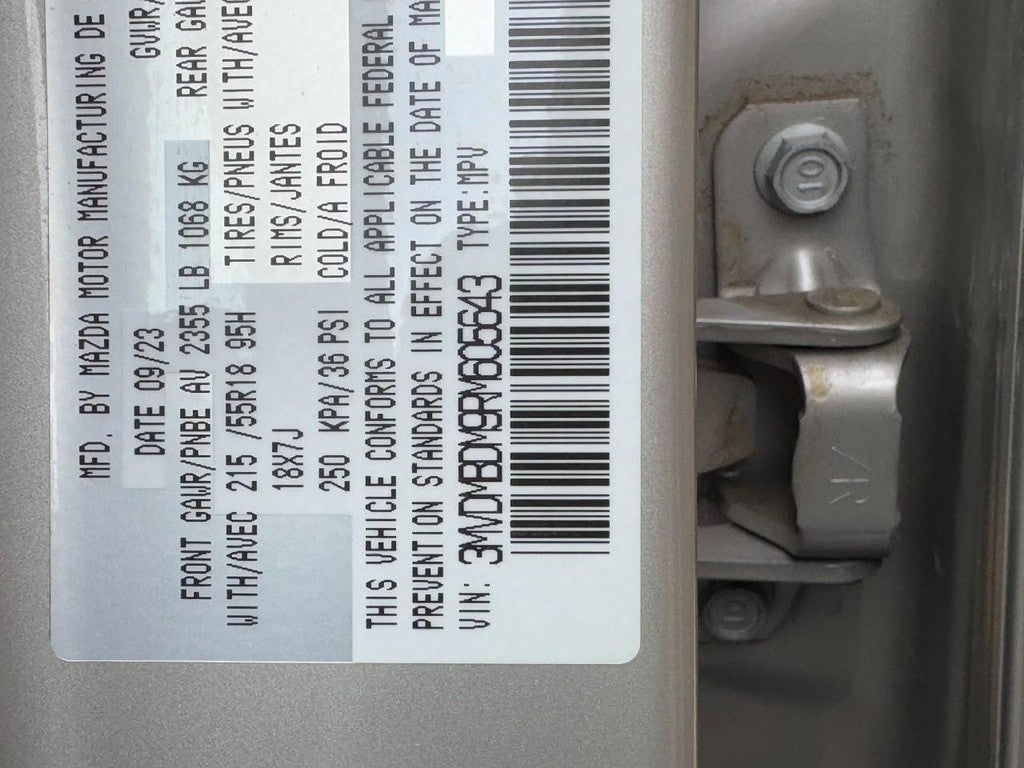 MFD. BY MAZDA MOTOR MANUFACTURING DE
DATE 09/23 GVWR/
FRONT GAWR/PNBE AV 2355 LB 1068 KG REAR GAW
WITH/AVEC 215 /55R18 95H TIRES/PNEUS WITH/AVEC
18X7J RIMS/JANTES
250 KPA/36 PSI COLD/A FROID
THIS VEHICLE CONFORMS TO ALL APPLICABLE FEDERAL
PREVENTION STANDARDS IN EFFECT ON THE DATE OF MA
VIN: 3MVDMBDM9RM605643 TYPE:MPV
10
10